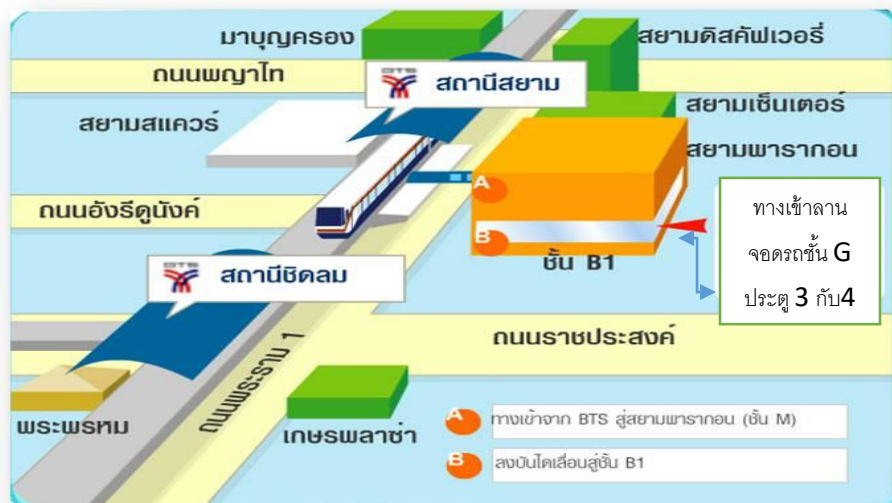 มาบุญครอง
สยามดิสคัฟเวอรี่
ถนนพญาไท
BTS
สถานีสยาม
สยามเซ็นเตอร์
สยามสแควร์
สยามพารากอน
A
ทางเข้าลาน
จอดรถชั้น G
ประตู 3 กับ4
ถนนอังรีดูนังค์
B
ชั้น B1
BTS
สถานีชิดลม
ถนนราชประสงค์
ถนนพระราม 1
พระพรหม
เกษรพลาซ่า
A ทางเข้าจาก BTS สู่สยามพารากอน (ชั้น M)
B ลงบันไดเลื่อนสู่ชั้น B1